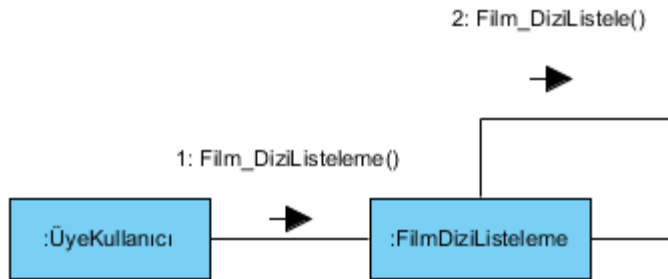 2: Film_DiziListele()
1: Film_DiziListeleme()
:ÜyeKullanıcı
:FilmDiziListeleme